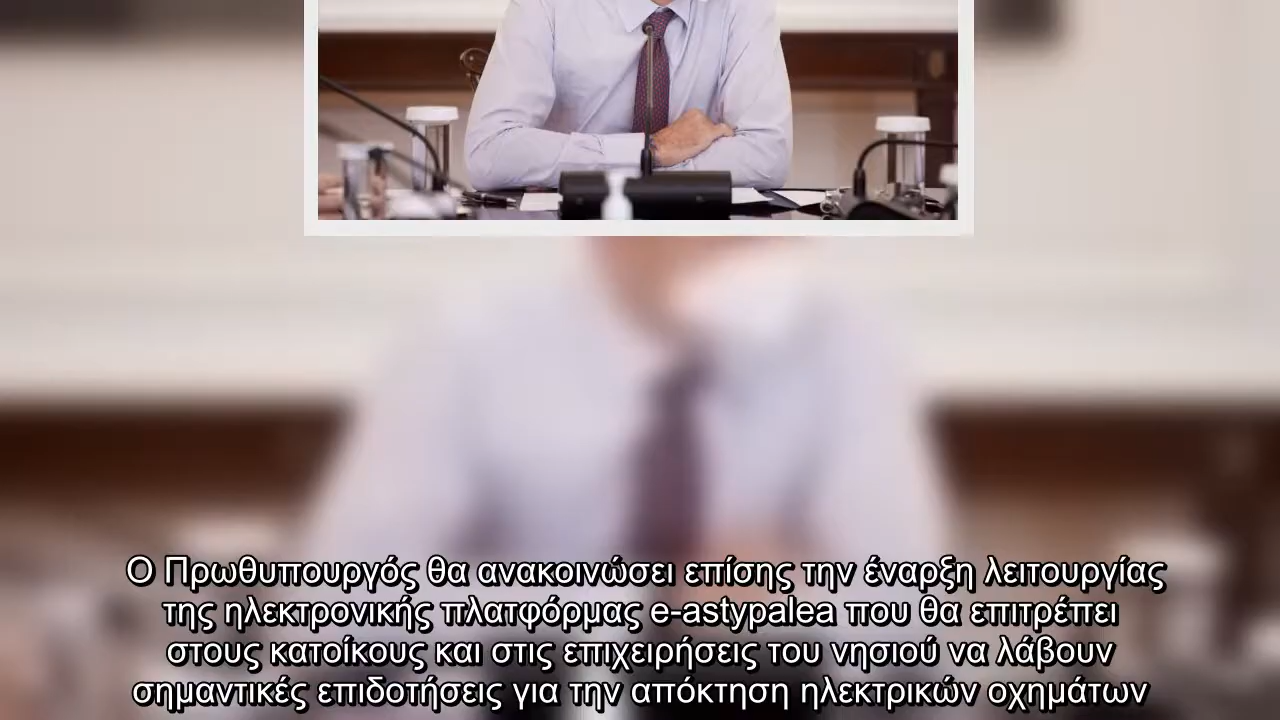 Ο Πρωθυπουργός θα ανακοινώσει επίσης την έναρξη λειτουργίας
της ηλεκτρονικής πλατφόρμας e-astypalea που θα επιτρέπει
στους κατοίκους και στις επιχειρήσεις του νησιού να λάβουν
σημαντικές επιδοτήσεις για την απόκτηση ηλεκτρικών οχημάτων